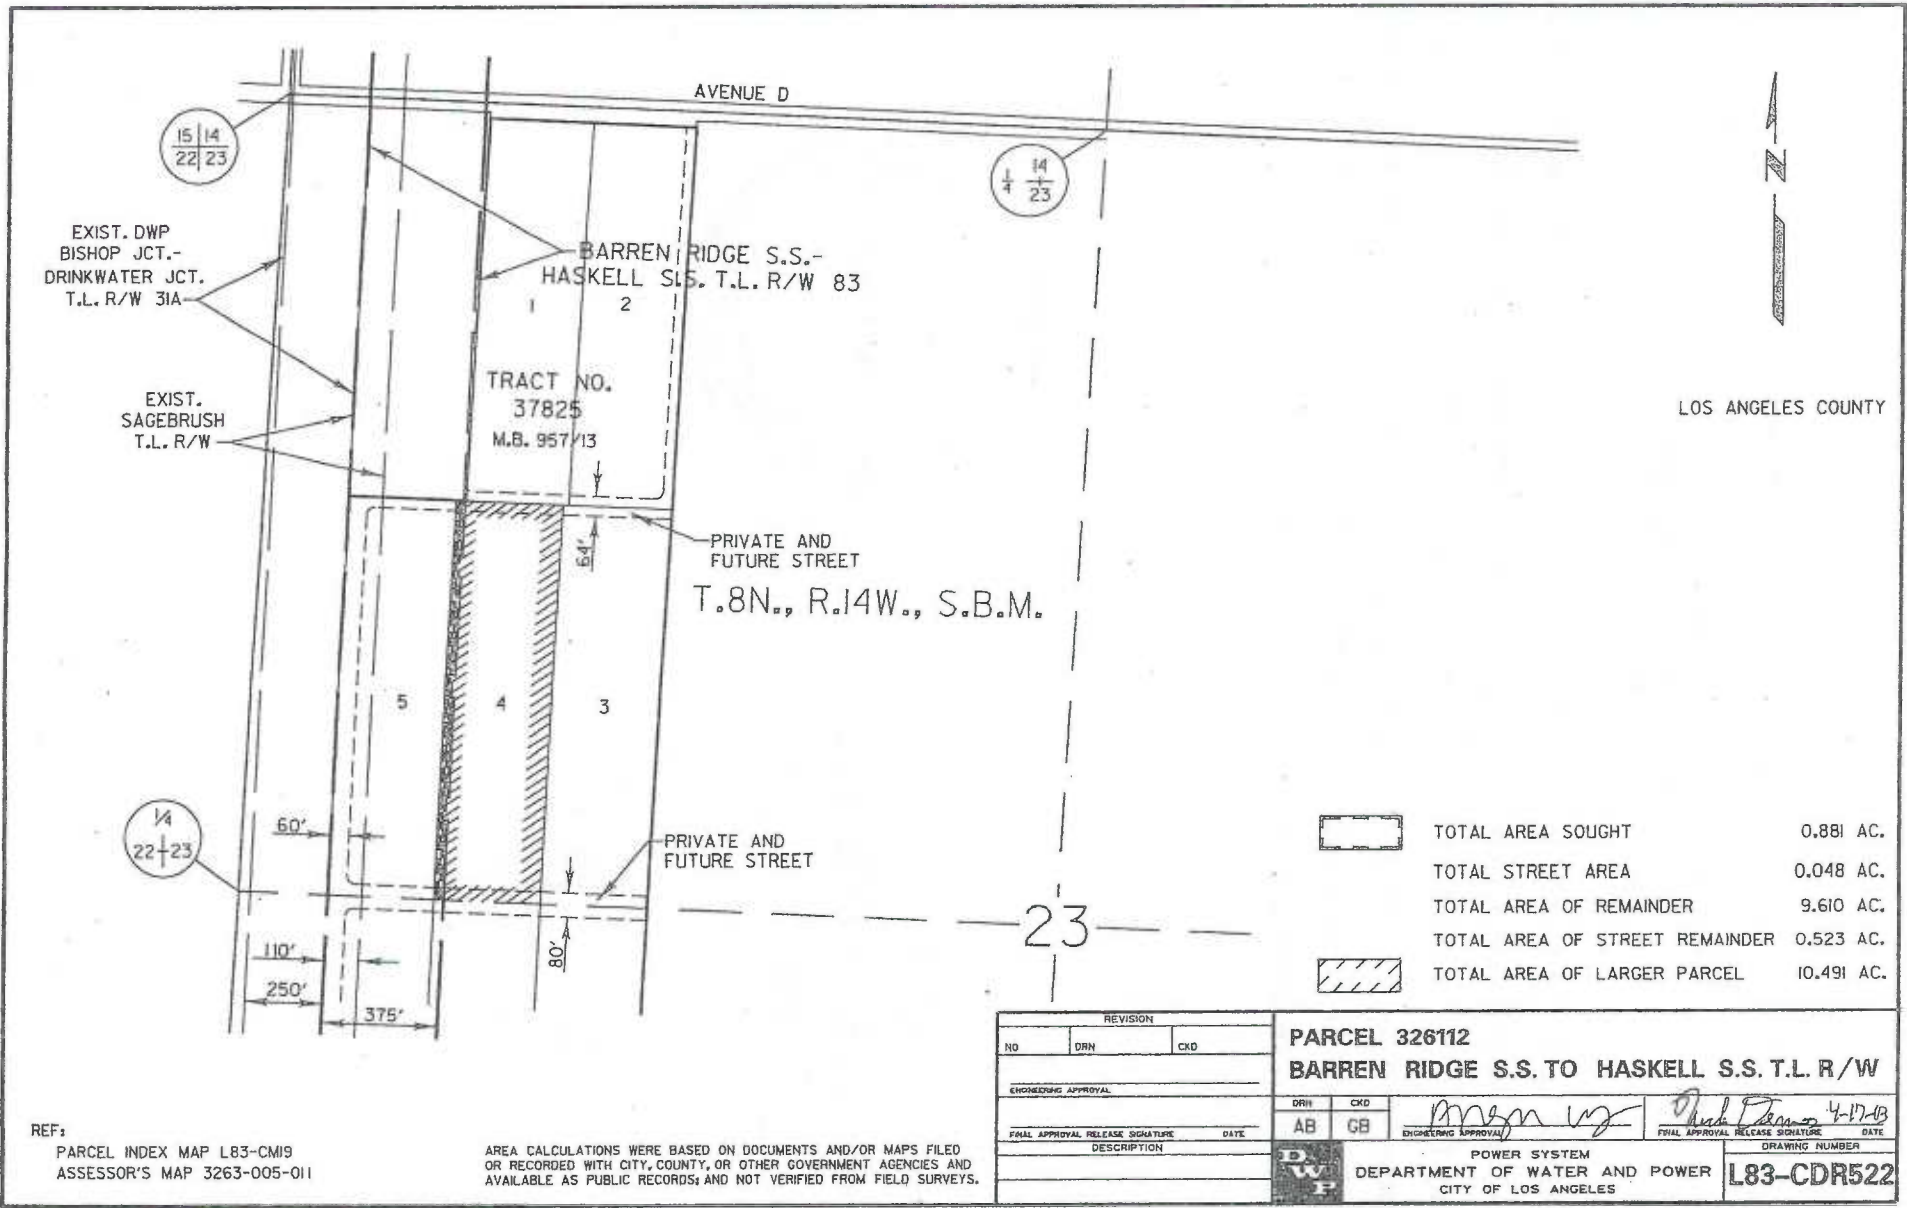 AVENUE D
15 14
22 23
1/4 14
23
N
EXIST. DWP
BISHOP JCT.-
DRINKWATER JCT.
T.L. R/W 31A
BARREN RIDGE S.S.-
HASKELL S.S. T.L. R/W 83
1
2
TRACT NO.
37825
M.B. 957/13
EXIST.
SAGEBRUSH
T.L. R/W
LOS ANGELES COUNTY
64'
PRIVATE AND
FUTURE STREET
T.8N., R.14W., S.B.M.
5
4
3
1/4
22 23
60'
PRIVATE AND
FUTURE STREET
80'
23
110'
250'
375'
TOTAL AREA SOUGHT 0.881 AC.
TOTAL STREET AREA 0.048 AC.
TOTAL AREA OF REMAINDER 9.610 AC.
TOTAL AREA OF STREET REMAINDER 0.523 AC.
TOTAL AREA OF LARGER PARCEL 10.491 AC.
REVISION
NO DRN CKD
ENGINEERING APPROVAL
FINAL APPROVAL RELEASE SIGNATURE DATE
DESCRIPTION
PARCEL 326112
BARREN RIDGE S.S. TO HASKELL S.S. T.L. R/W
DRN CKD
AB GB
ENGINEERING APPROVAL
4-17-13
FINAL APPROVAL RELEASE SIGNATURE DATE
DWP
POWER SYSTEM
DEPARTMENT OF WATER AND POWER
CITY OF LOS ANGELES
DRAWING NUMBER
L83-CDR522
REF:
PARCEL INDEX MAP L83-CM19
ASSESSOR'S MAP 3263-005-011
AREA CALCULATIONS WERE BASED ON DOCUMENTS AND/OR MAPS FILED
OR RECORDED WITH CITY, COUNTY, OR OTHER GOVERNMENT AGENCIES AND
AVAILABLE AS PUBLIC RECORDS; AND NOT VERIFIED FROM FIELD SURVEYS.